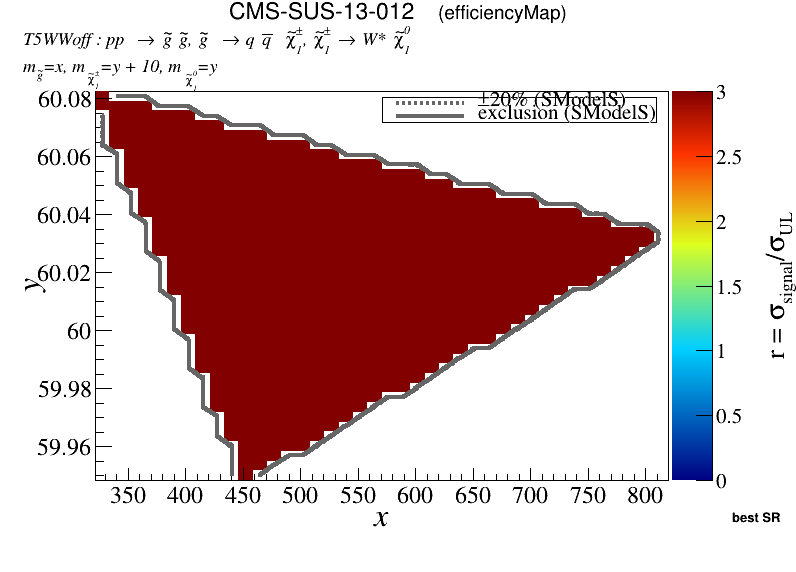 CMS-SUS-13-012 (efficiencyMap)
T5WWoff : pp → g̃ g̃, g̃ → q q̅ χ̃₁±, χ̃₁± → W* χ̃₁⁰
m_g̃=x, m_χ̃₁±=y + 10, m_χ̃₁⁰=y
±20% (SModelS)
exclusion (SModelS)
60.08
60.06
60.04
60.02
60
59.98
59.96
y
350 400 450 500 550 600 650 700 750 800
x
3
2.5
2
1.5
1
0.5
0
r = σ_signal/σ_UL
best SR